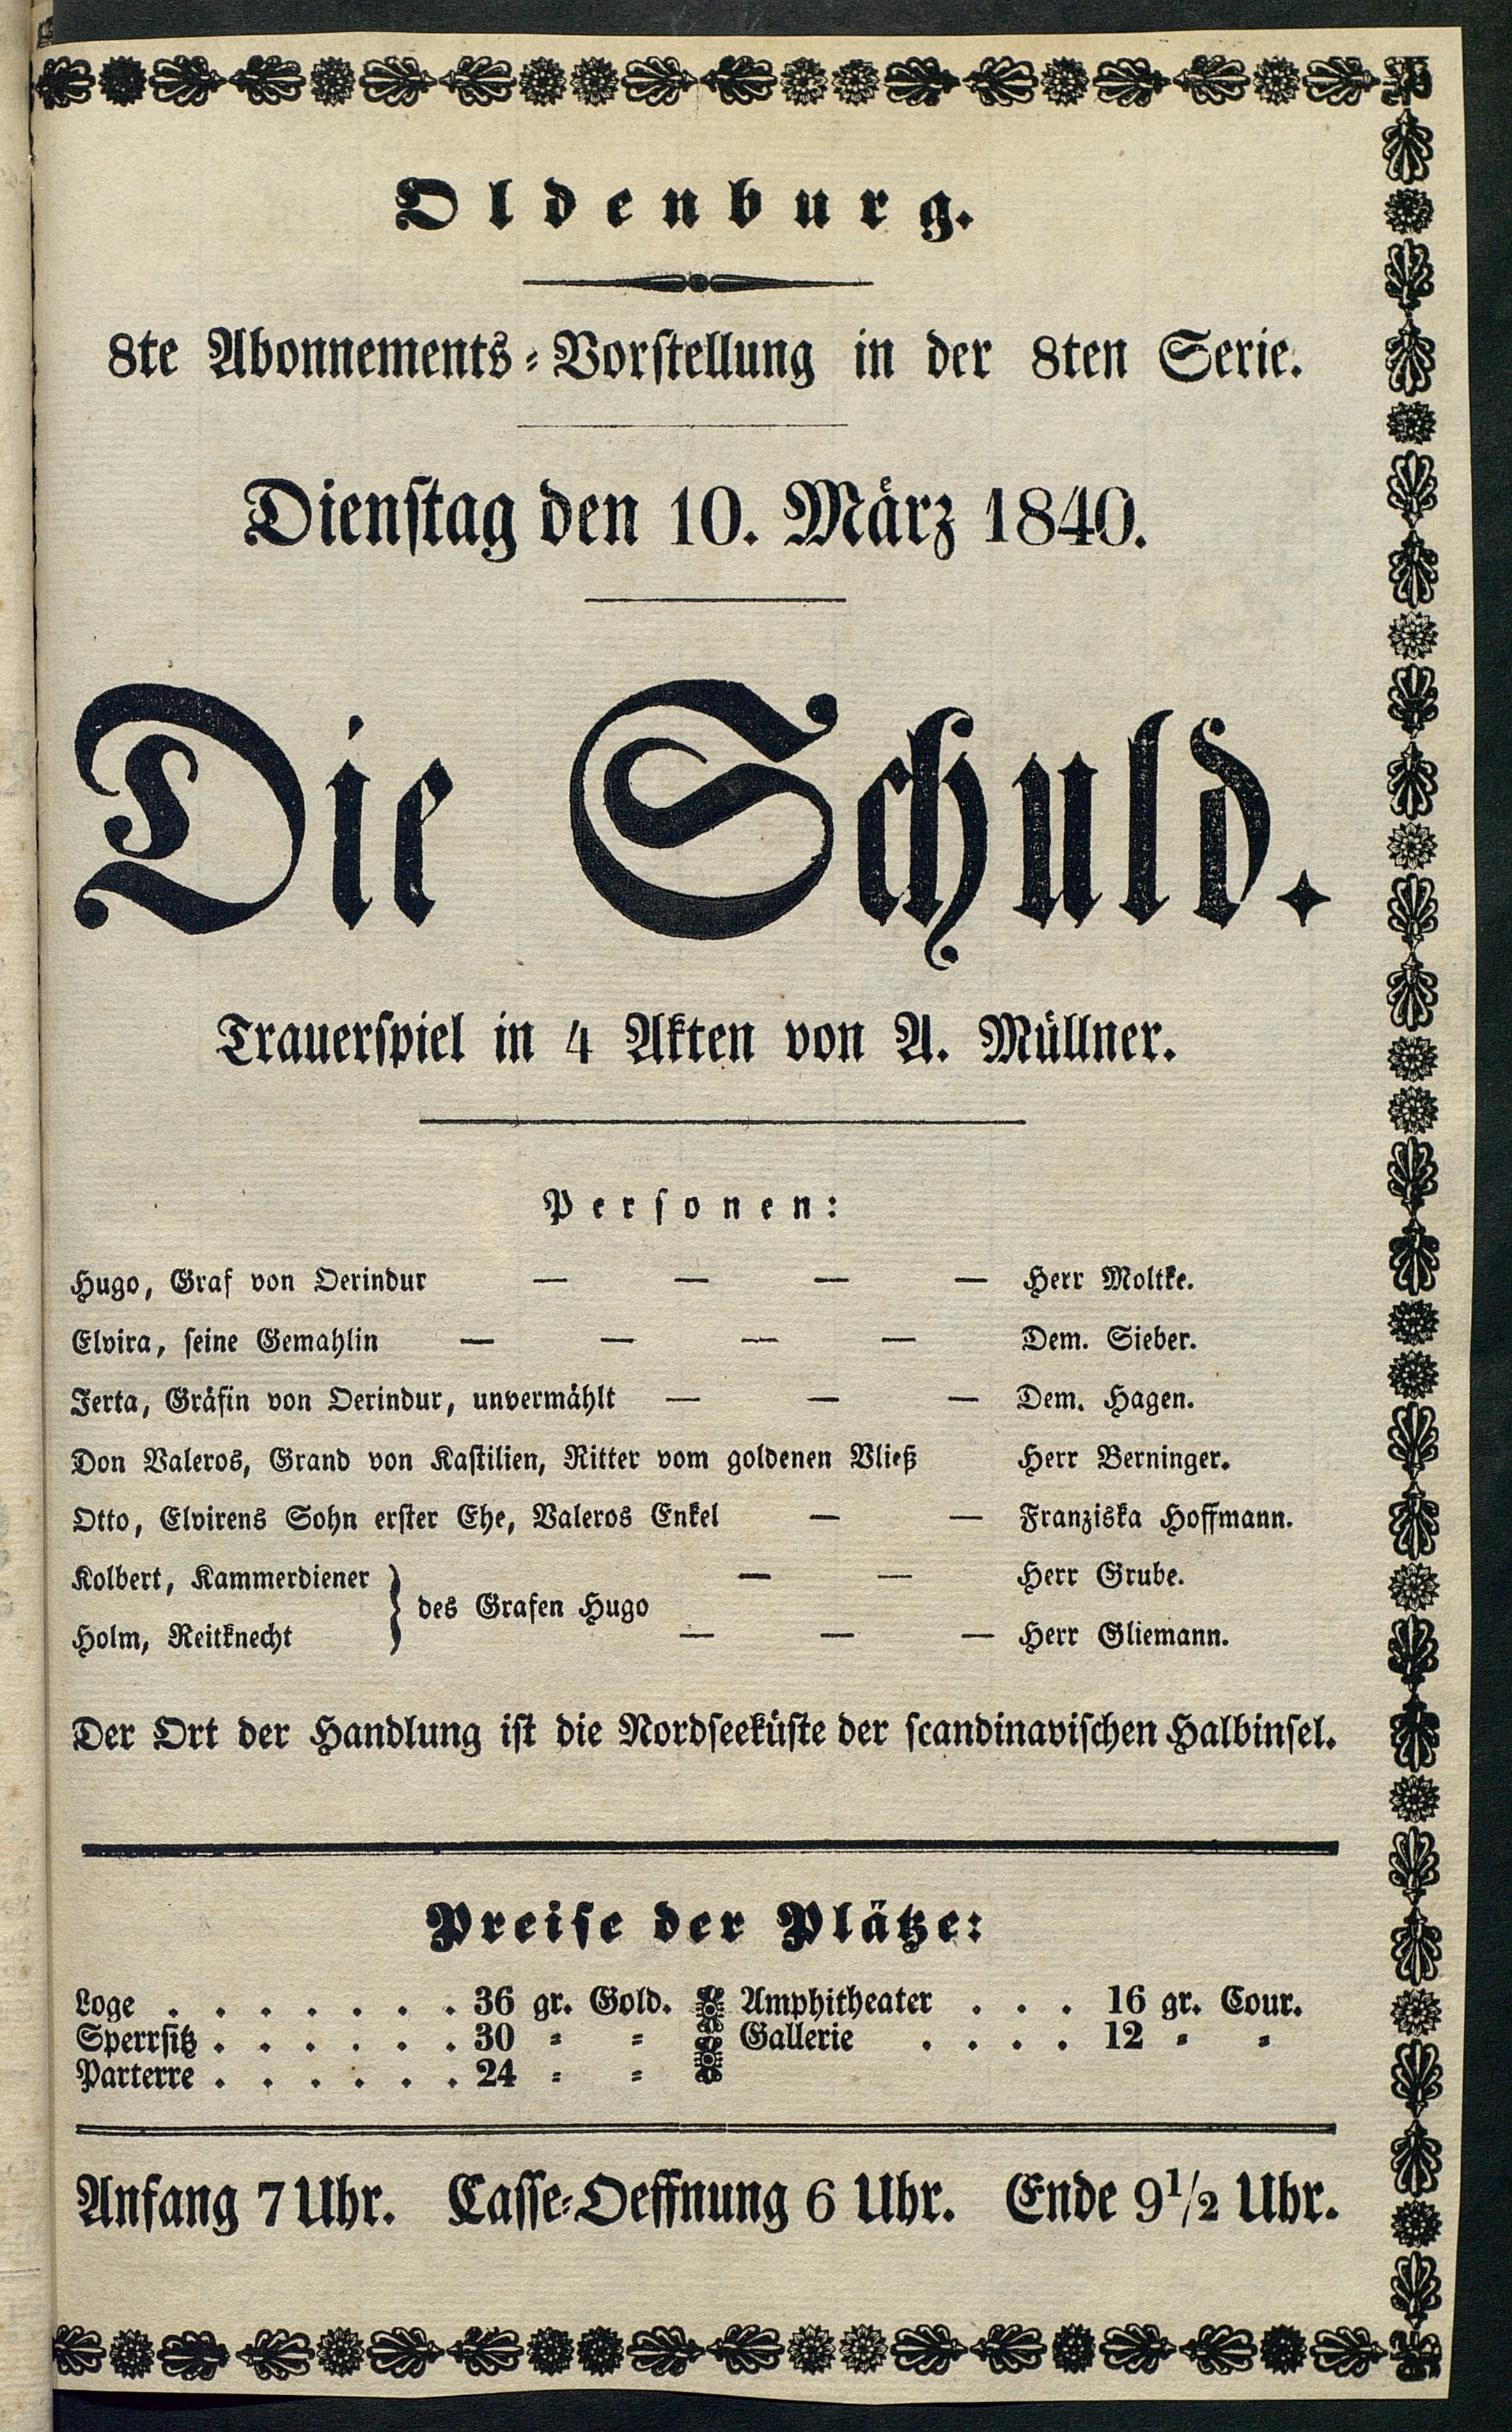 Oldenburg.
8te Abonnements-Vorstellung in der 8ten Serie.
Dienstag den 10. März 1840.
Die Schuld.
Trauerspiel in 4 Akten von A. Müllner.
Personen:
Hugo, Graf von Oerindur — — — — Herr Moltke.
Elvira, seine Gemahlin — — — — Dem. Sieber.
Jerta, Gräfin von Oerindur, unvermählt — — — Dem. Hagen.
Don Valeros, Grand von Kastilien, Ritter vom goldenen Vließ Herr Berninger.
Otto, Elvirens Sohn erster Ehe, Valeros Enkel — — Franziska Hoffmann.
Kolbert, Kammerdiener — — Herr Grube.
des Grafen Hugo
Holm, Reitknecht — — — Herr Gliemann.
Der Ort der Handlung ist die Nordseeküste der scandinavischen Halbinsel.
Preise der Plätze:
Loge . . . . . . . 36 gr. Gold. Amphitheater . . . 16 gr. Cour.
Sperrsitz . . . . . . 30 = = Gallerie . . . . 12 = =
Parterre . . . . . . 24 = =
Anfang 7 Uhr. Casse-Oeffnung 6 Uhr. Ende 9 1/2 Uhr.